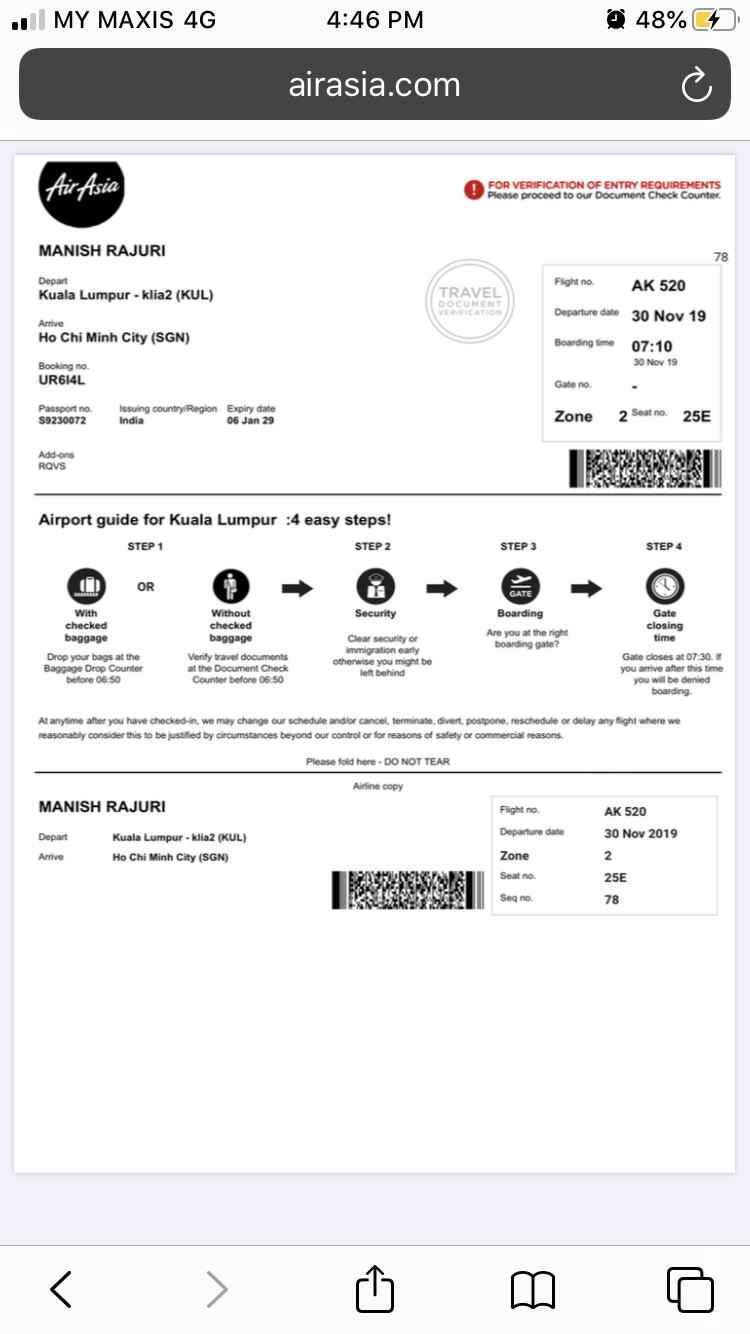 MY MAXIS 4G 4:46 PM 48%
airasia.com
AirAsia
FOR VERIFICATION OF ENTRY REQUIREMENTS
Please proceed to our Document Check Counter.
MANISH RAJURI
78
Depart
Kuala Lumpur - klia2 (KUL)
Arrive
Ho Chi Minh City (SGN)
Booking no.
UR6I4L
Passport no. Issuing country/Region Expiry date
S9230072 India 06 Jan 29
Add-ons
RQVS
TRAVEL
DOCUMENT
VERIFICATION
Flight no. AK 520
Departure date 30 Nov 19
Boarding time 07:10
30 Nov 19
Gate no. -
Zone 2 Seat no. 25E
Airport guide for Kuala Lumpur :4 easy steps!
STEP 1 STEP 2 STEP 3 STEP 4
OR
GATE
With
checked
baggage
Drop your bags at the
Baggage Drop Counter
before 06:50
Without
checked
baggage
Verify travel documents
at the Document Check
Counter before 06:50
Security
Clear security or
immigration early
otherwise you might be
left behind
Boarding
Are you at the right
boarding gate?
Gate
closing
time
Gate closes at 07:30. If
you arrive after this time
you will be denied
boarding.
At anytime after you have checked-in, we may change our schedule and/or cancel, terminate, divert, postpone, reschedule or delay any flight where we
reasonably consider this to be justified by circumstances beyond our control or for reasons of safety or commercial reasons.
Please fold here - DO NOT TEAR
Airline copy
MANISH RAJURI
Depart Kuala Lumpur - klia2 (KUL)
Arrive Ho Chi Minh City (SGN)
Flight no. AK 520
Departure date 30 Nov 2019
Zone 2
Seat no. 25E
Seq no. 78